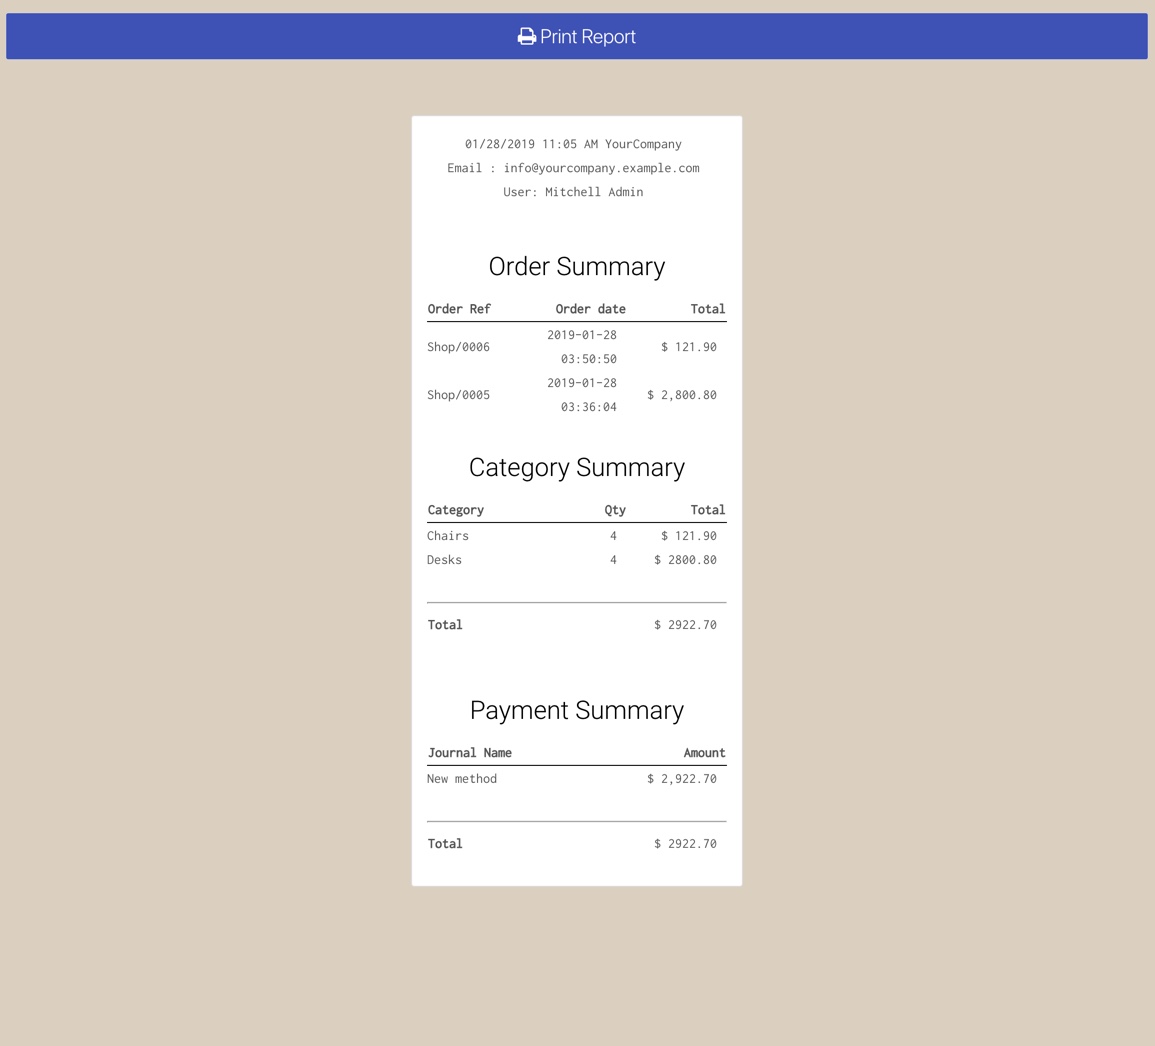 Print Report
01/28/2019 11:05 AM YourCompany
Email : info@yourcompany.example.com
User: Mitchell Admin
Order Summary
Order Ref Order date Total
Shop/0006 2019-01-28 03:50:50 $ 121.90
Shop/0005 2019-01-28 03:36:04 $ 2,800.80
Category Summary
Category Qty Total
Chairs 4 $ 121.90
Desks 4 $ 2800.80
Total $ 2922.70
Payment Summary
Journal Name Amount
New method $ 2,922.70
Total $ 2922.70